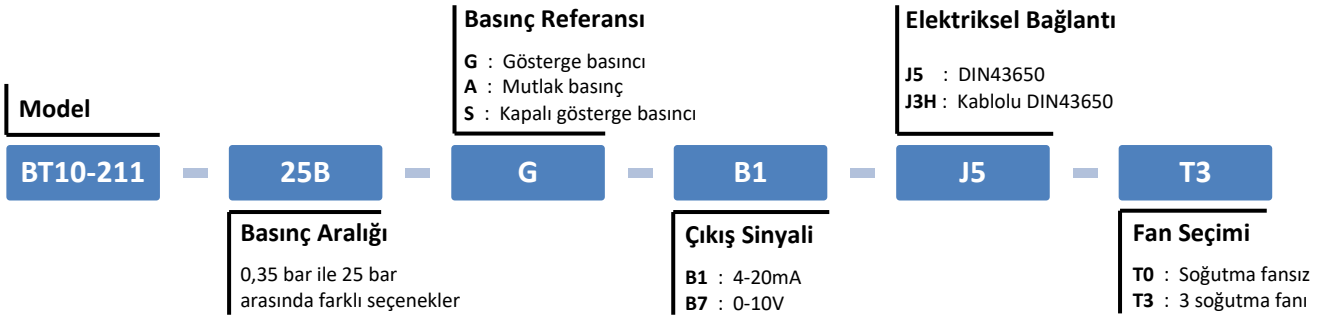 Model
BT10-211
25B
Basınç Aralığı
0,35 bar ile 25 bar
arasında farklı seçenekler
Basınç Referansı
G : Gösterge basıncı
A : Mutlak basınç
S : Kapalı gösterge basıncı
G
B1
Çıkış Sinyali
B1 : 4-20mA
B7 : 0-10V
Elektriksel Bağlantı
J5 : DIN43650
J3H : Kablolu DIN43650
J5
T3
Fan Seçimi
T0 : Soğutma fansız
T3 : 3 soğutma fanı